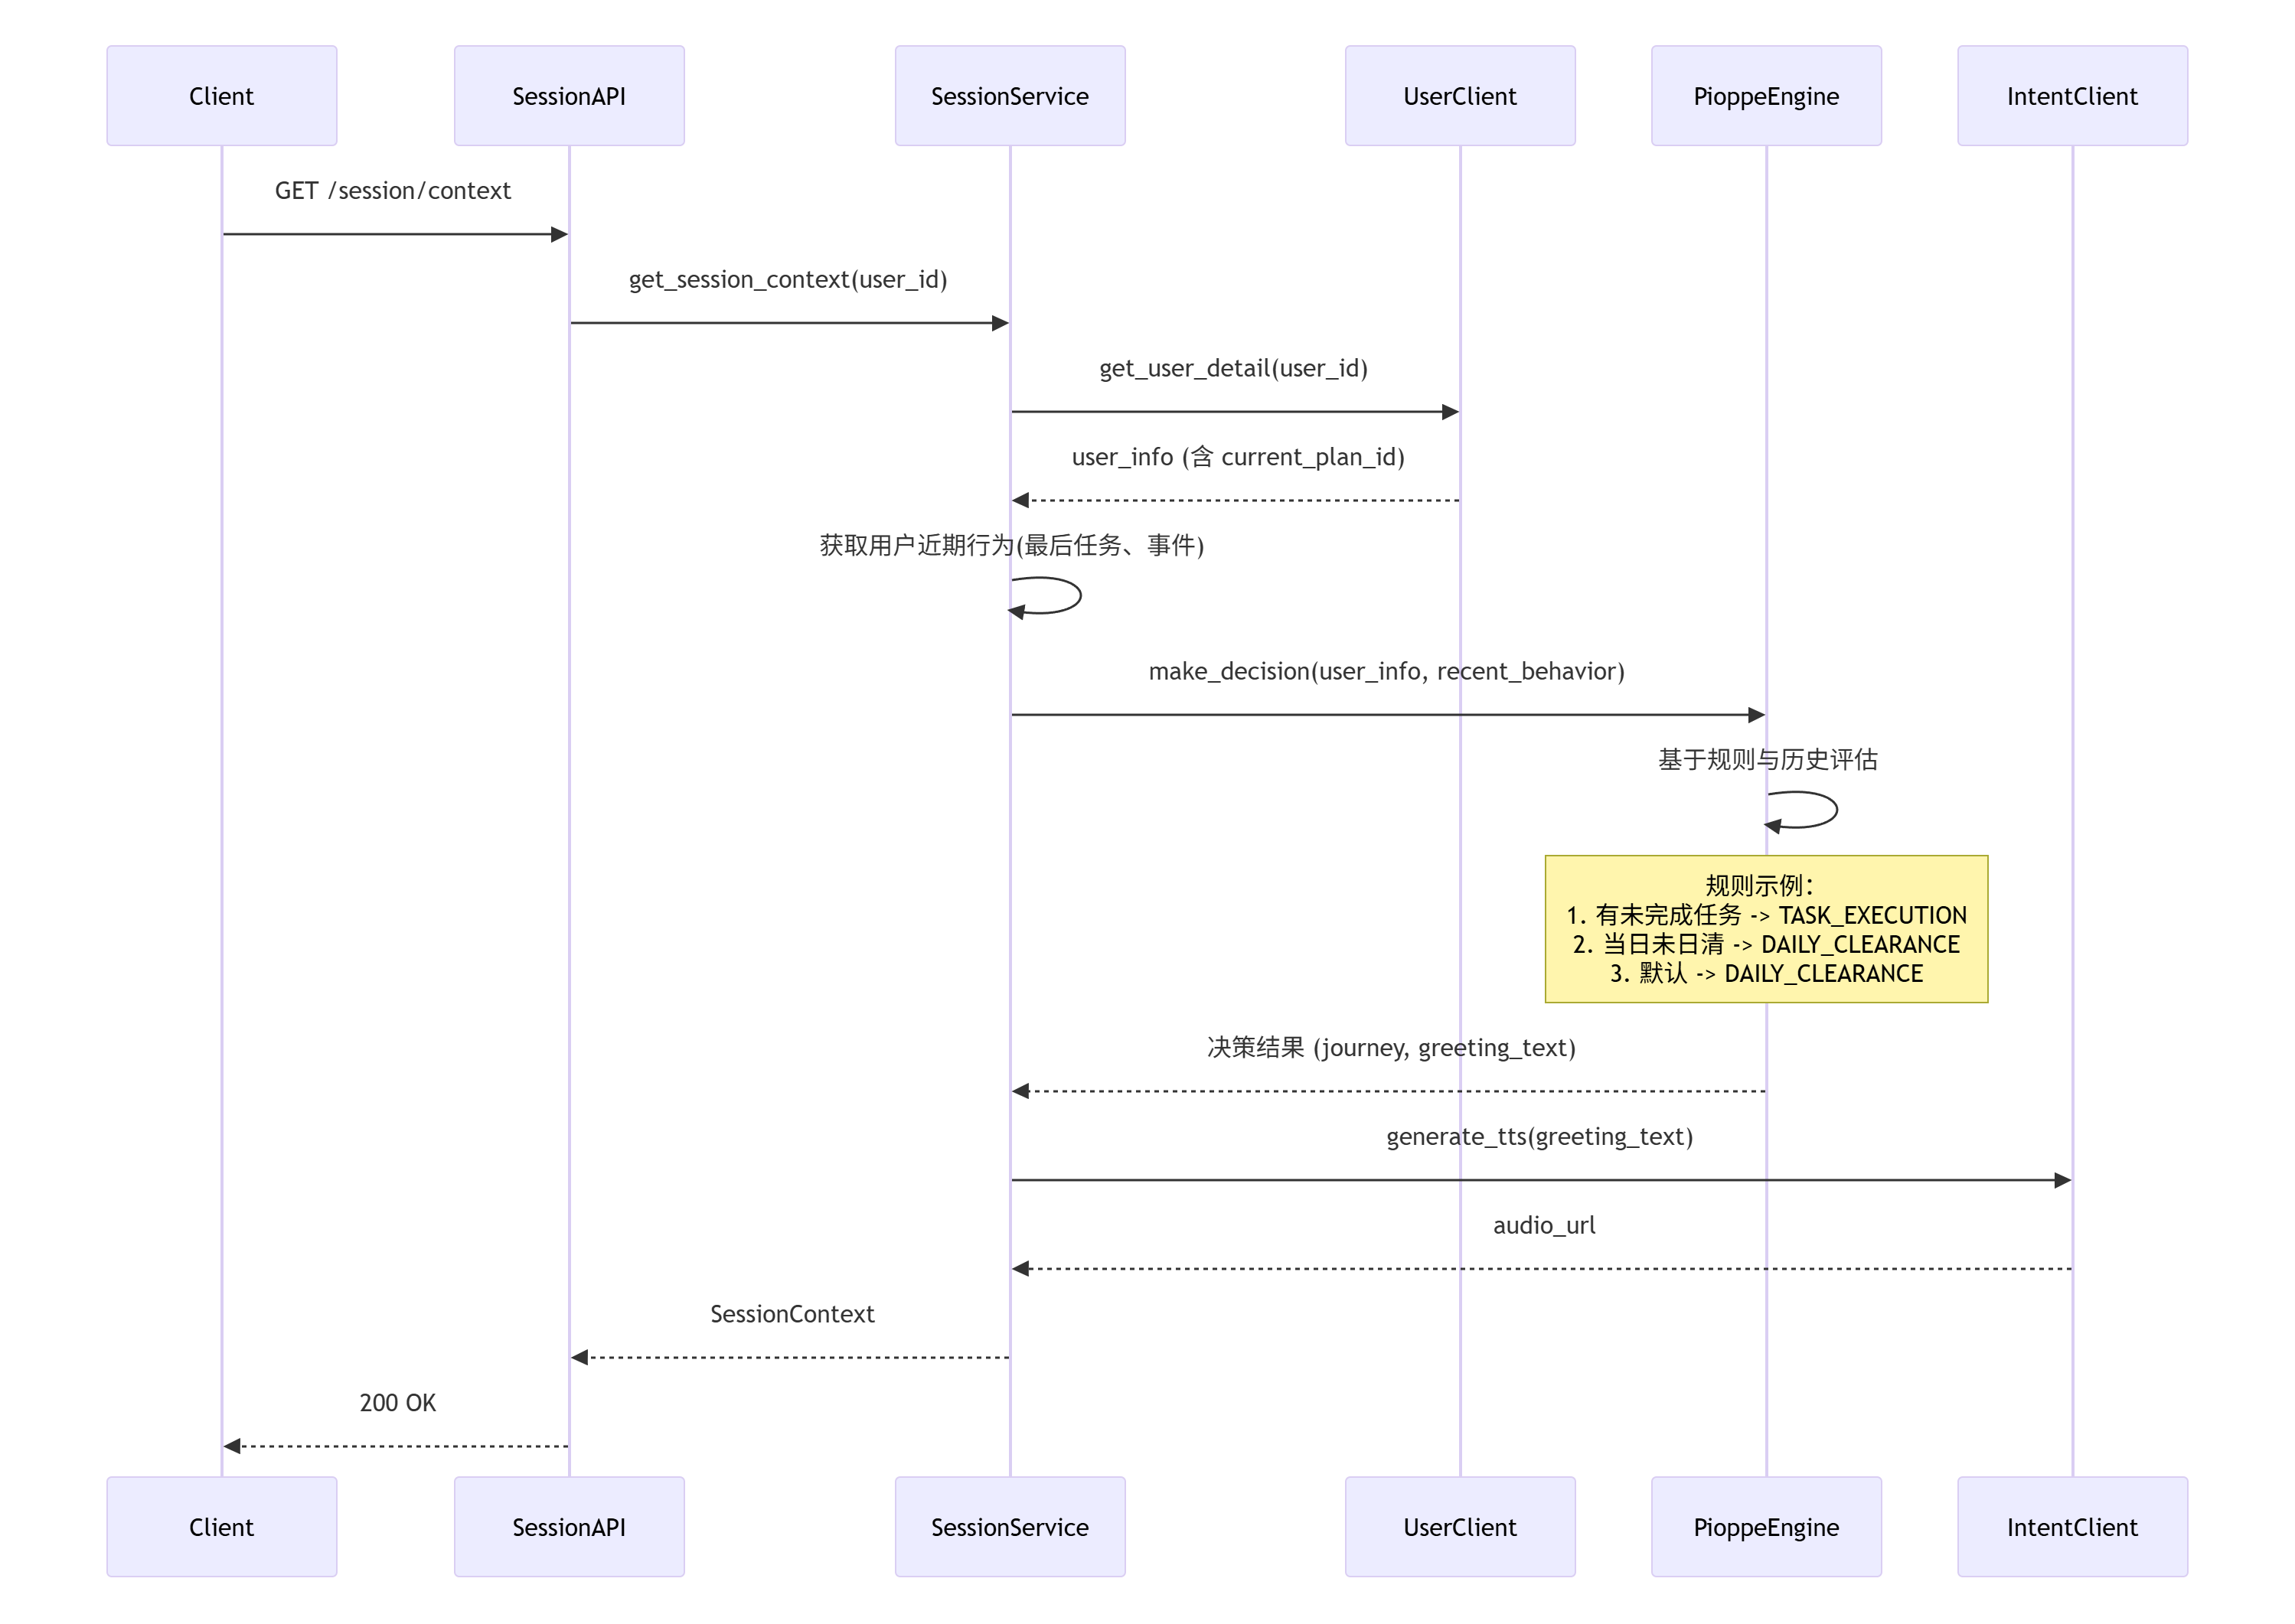 Client
SessionAPI
SessionService
UserClient
PioppeEngine
IntentClient
GET /session/context
get_session_context(user_id)
get_user_detail(user_id)
user_info (含 current_plan_id)
获取用户近期行为(最后任务、事件)
make_decision(user_info, recent_behavior)
基于规则与历史评估
规则示例：
1. 有未完成任务 -> TASK_EXECUTION
2. 当日未日清 -> DAILY_CLEARANCE
3. 默认 -> DAILY_CLEARANCE
决策结果 (journey, greeting_text)
generate_tts(greeting_text)
audio_url
SessionContext
200 OK
Client
SessionAPI
SessionService
UserClient
PioppeEngine
IntentClient